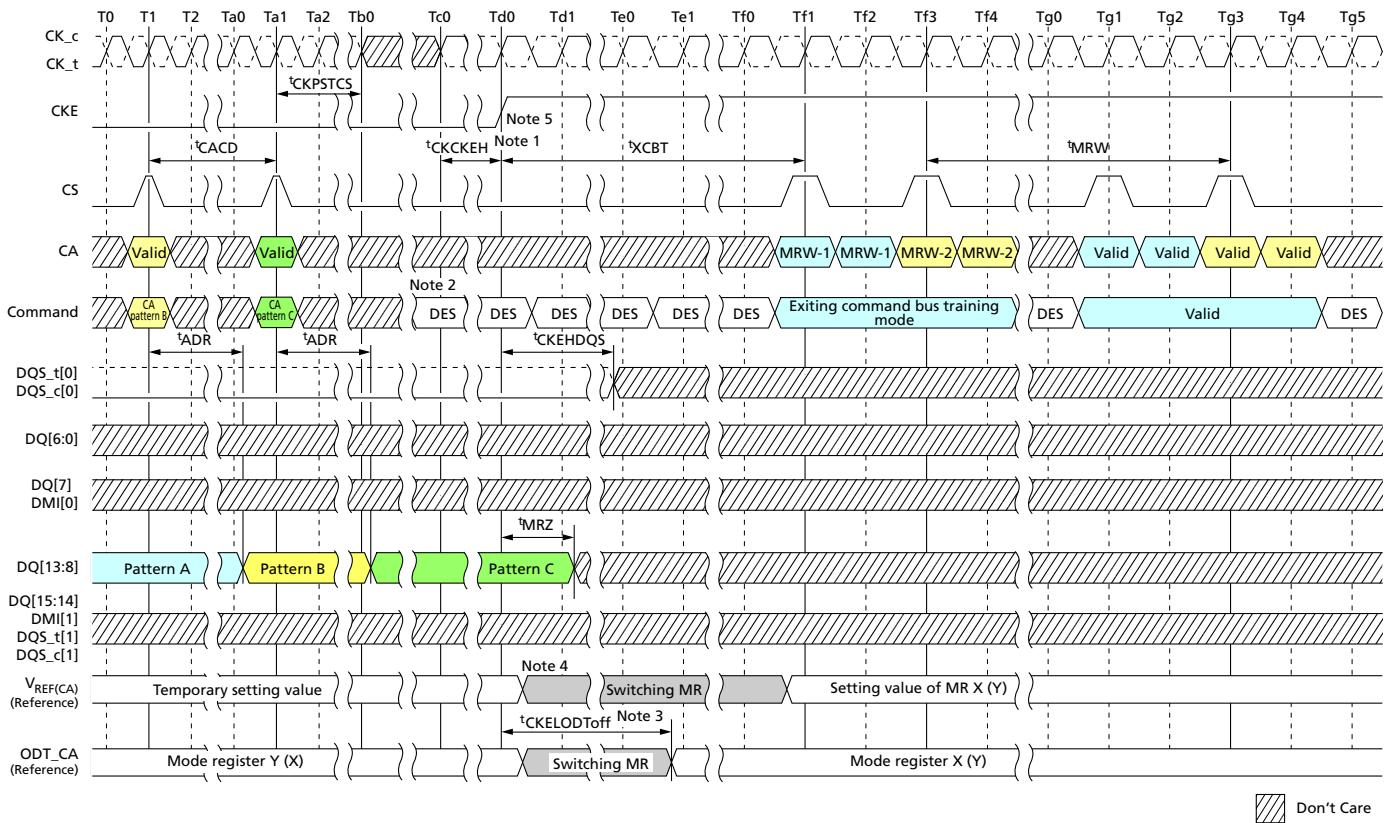 T0 T1 T2 Ta0 Ta1 Ta2 Tb0 Tc0 Td0 Td1 Te0 Te1 Tf0 Tf1 Tf2 Tf3 Tf4 Tg0 Tg1 Tg2 Tg3 Tg4 Tg5
CK_c
CK_t
tCKPSTCS
CKE
Note 5
Note 1
tCACD tCKCKEH tXCBT tMRW
CS
CA Valid Valid MRW-1 MRW-1 MRW-2 MRW-2 Valid Valid Valid Valid
Note 2
Command CA pattern B CA pattern C DES DES DES DES DES DES Exiting command bus training mode DES Valid DES
tADR tADR tCKEHDQS
DQS_t[0]
DQS_c[0]
DQ[6:0]
DQ[7]
DMI[0]
tMRZ
DQ[13:8] Pattern A Pattern B Pattern C
DQ[15:14]
DMI[1]
DQS_t[1]
DQS_c[1]
Note 4
VREF(CA)
(Reference)
Temporary setting value Switching MR Setting value of MR X (Y)
tCKELODToff Note 3
ODT_CA
(Reference)
Mode register Y (X) Switching MR Mode register X (Y)
Don't Care